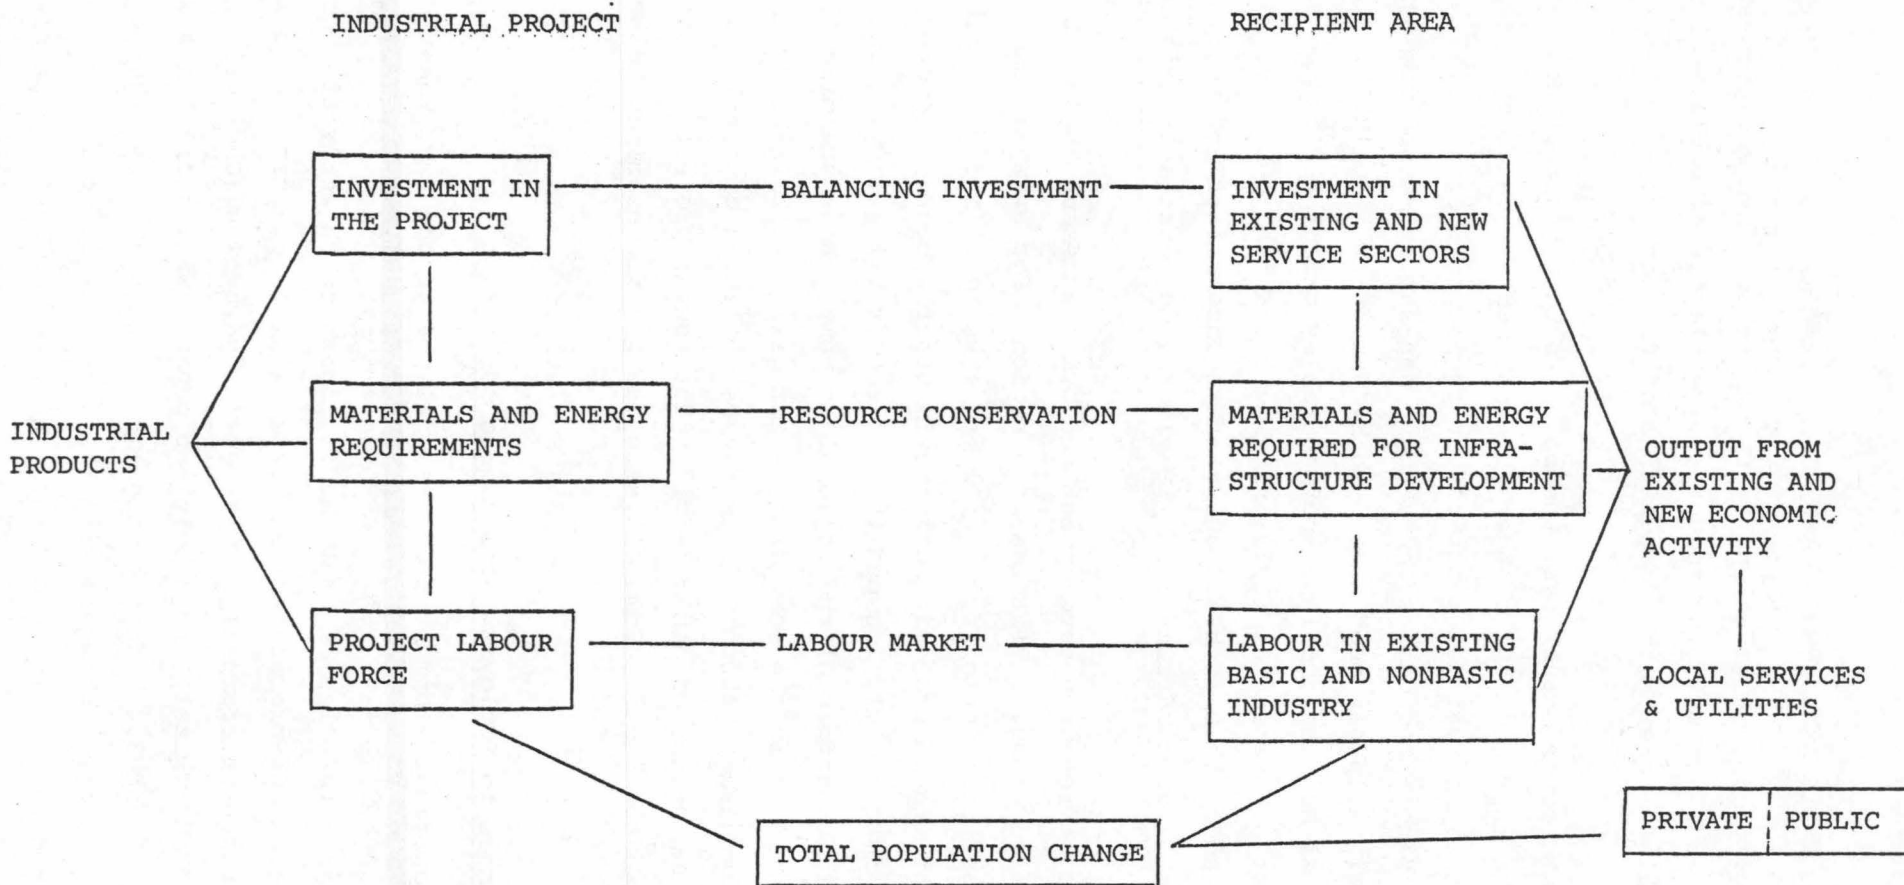 INDUSTRIAL PROJECT
RECIPIENT AREA
INVESTMENT IN
THE PROJECT
BALANCING INVESTMENT
INVESTMENT IN
EXISTING AND NEW
SERVICE SECTORS
INDUSTRIAL
PRODUCTS
MATERIALS AND ENERGY
REQUIREMENTS
RESOURCE CONSERVATION
MATERIALS AND ENERGY
REQUIRED FOR INFRA-
STRUCTURE DEVELOPMENT
OUTPUT FROM
EXISTING AND
NEW ECONOMIC
ACTIVITY
PROJECT LABOUR
FORCE
LABOUR MARKET
LABOUR IN EXISTING
BASIC AND NONBASIC
INDUSTRY
LOCAL SERVICES
& UTILITIES
TOTAL POPULATION CHANGE
PRIVATE PUBLIC